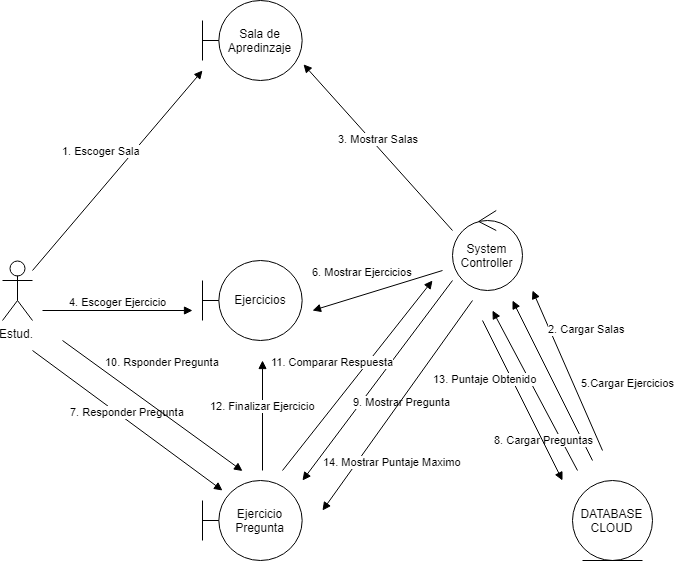 Sala de
Apredinzaje
3. Mostrar Salas
1. Escoger Sala
System
Controller
6. Mostrar Ejercicios
Ejercicios
4. Escoger Ejercicio
Estud.
2. Cargar Salas
10. Rsponder Pregunta
11. Comparar Respuesta
13. Puntaje Obtenido
5.Cargar Ejercicios
7. Responder Pregunta
12. Finalizar Ejercicio
9. Mostrar Pregunta
8. Cargar Preguntas
14. Mostrar Puntaje Maximo
Ejercicio
Pregunta
DATABASE
CLOUD